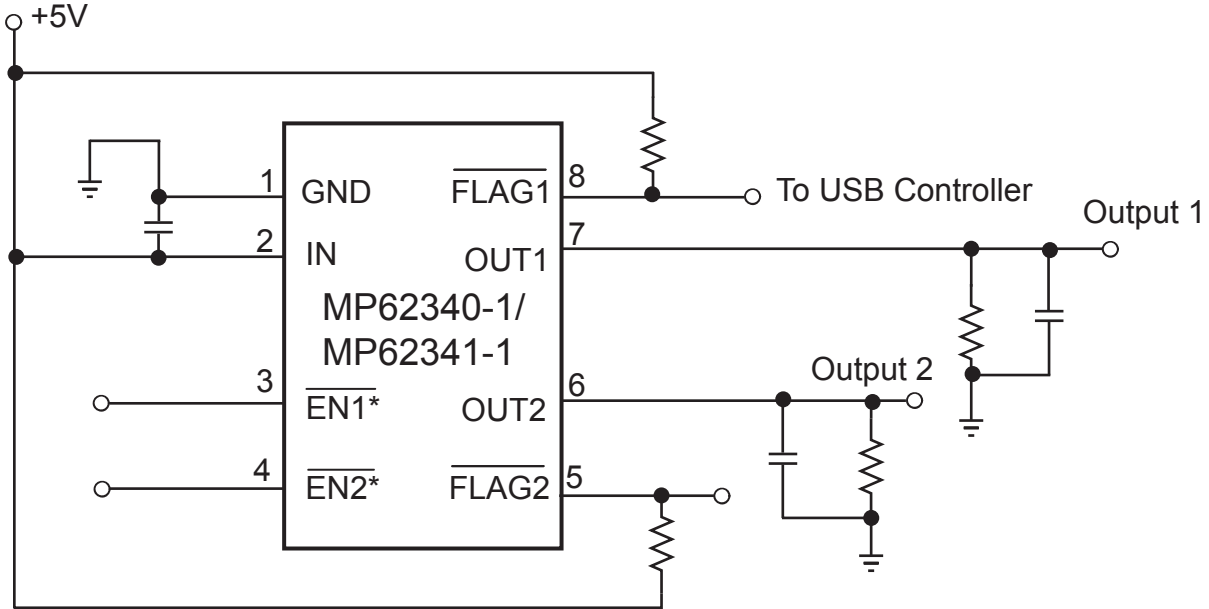 +5V
1
GND
FLAG1
8
To USB Controller
Output 1
2
IN
OUT1
7
MP62340-1/
MP62341-1
3
EN1*
OUT2
6
Output 2
4
EN2*
FLAG2
5